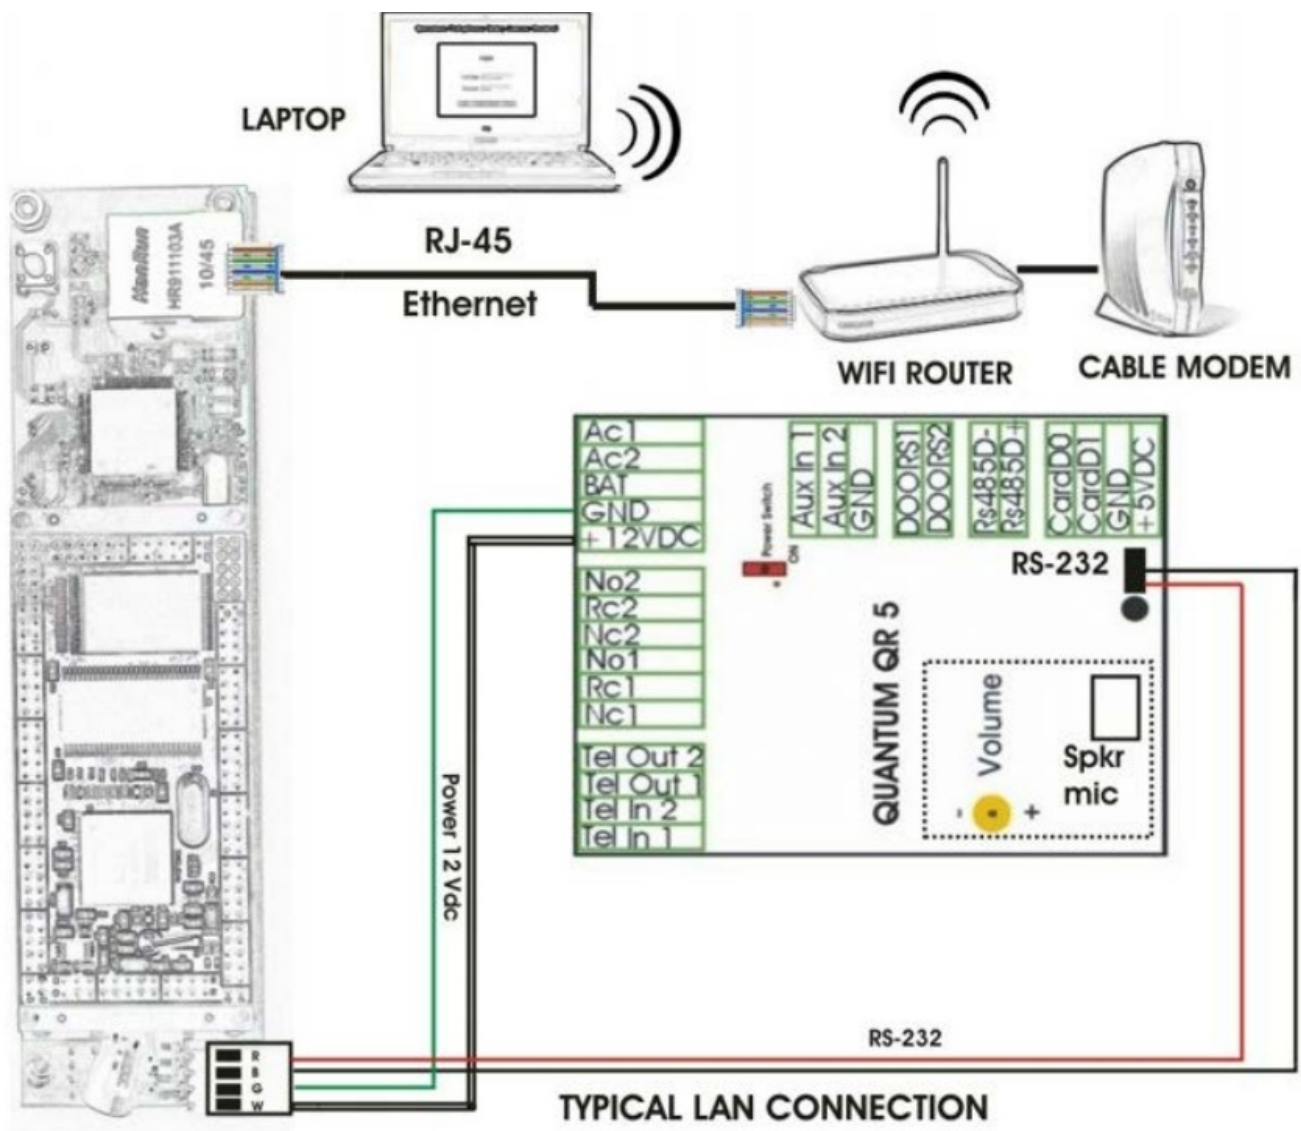 LAPTOP
RJ-45
Ethernet
HanRun
HR911103A
10/45
WIFI ROUTER
CABLE MODEM
Ac1
Ac2
BAT
GND
+12VDC
No2
Rc2
Nc2
No1
Rc1
Nc1
Tel Out 2
Tel Out 1
Tel In 2
Tel In 1
Power Switch
ON
Aux In 1
Aux In 2
GND
DOORS1
DOORS2
Rs485D-
Rs485D+
CardD0
CardD1
GND
+5VDC
RS-232
QUANTUM QR 5
Volume
- +
Spkr
mic
Power 12 Vdc
RS-232
R
B
G
W
TYPICAL LAN CONNECTION